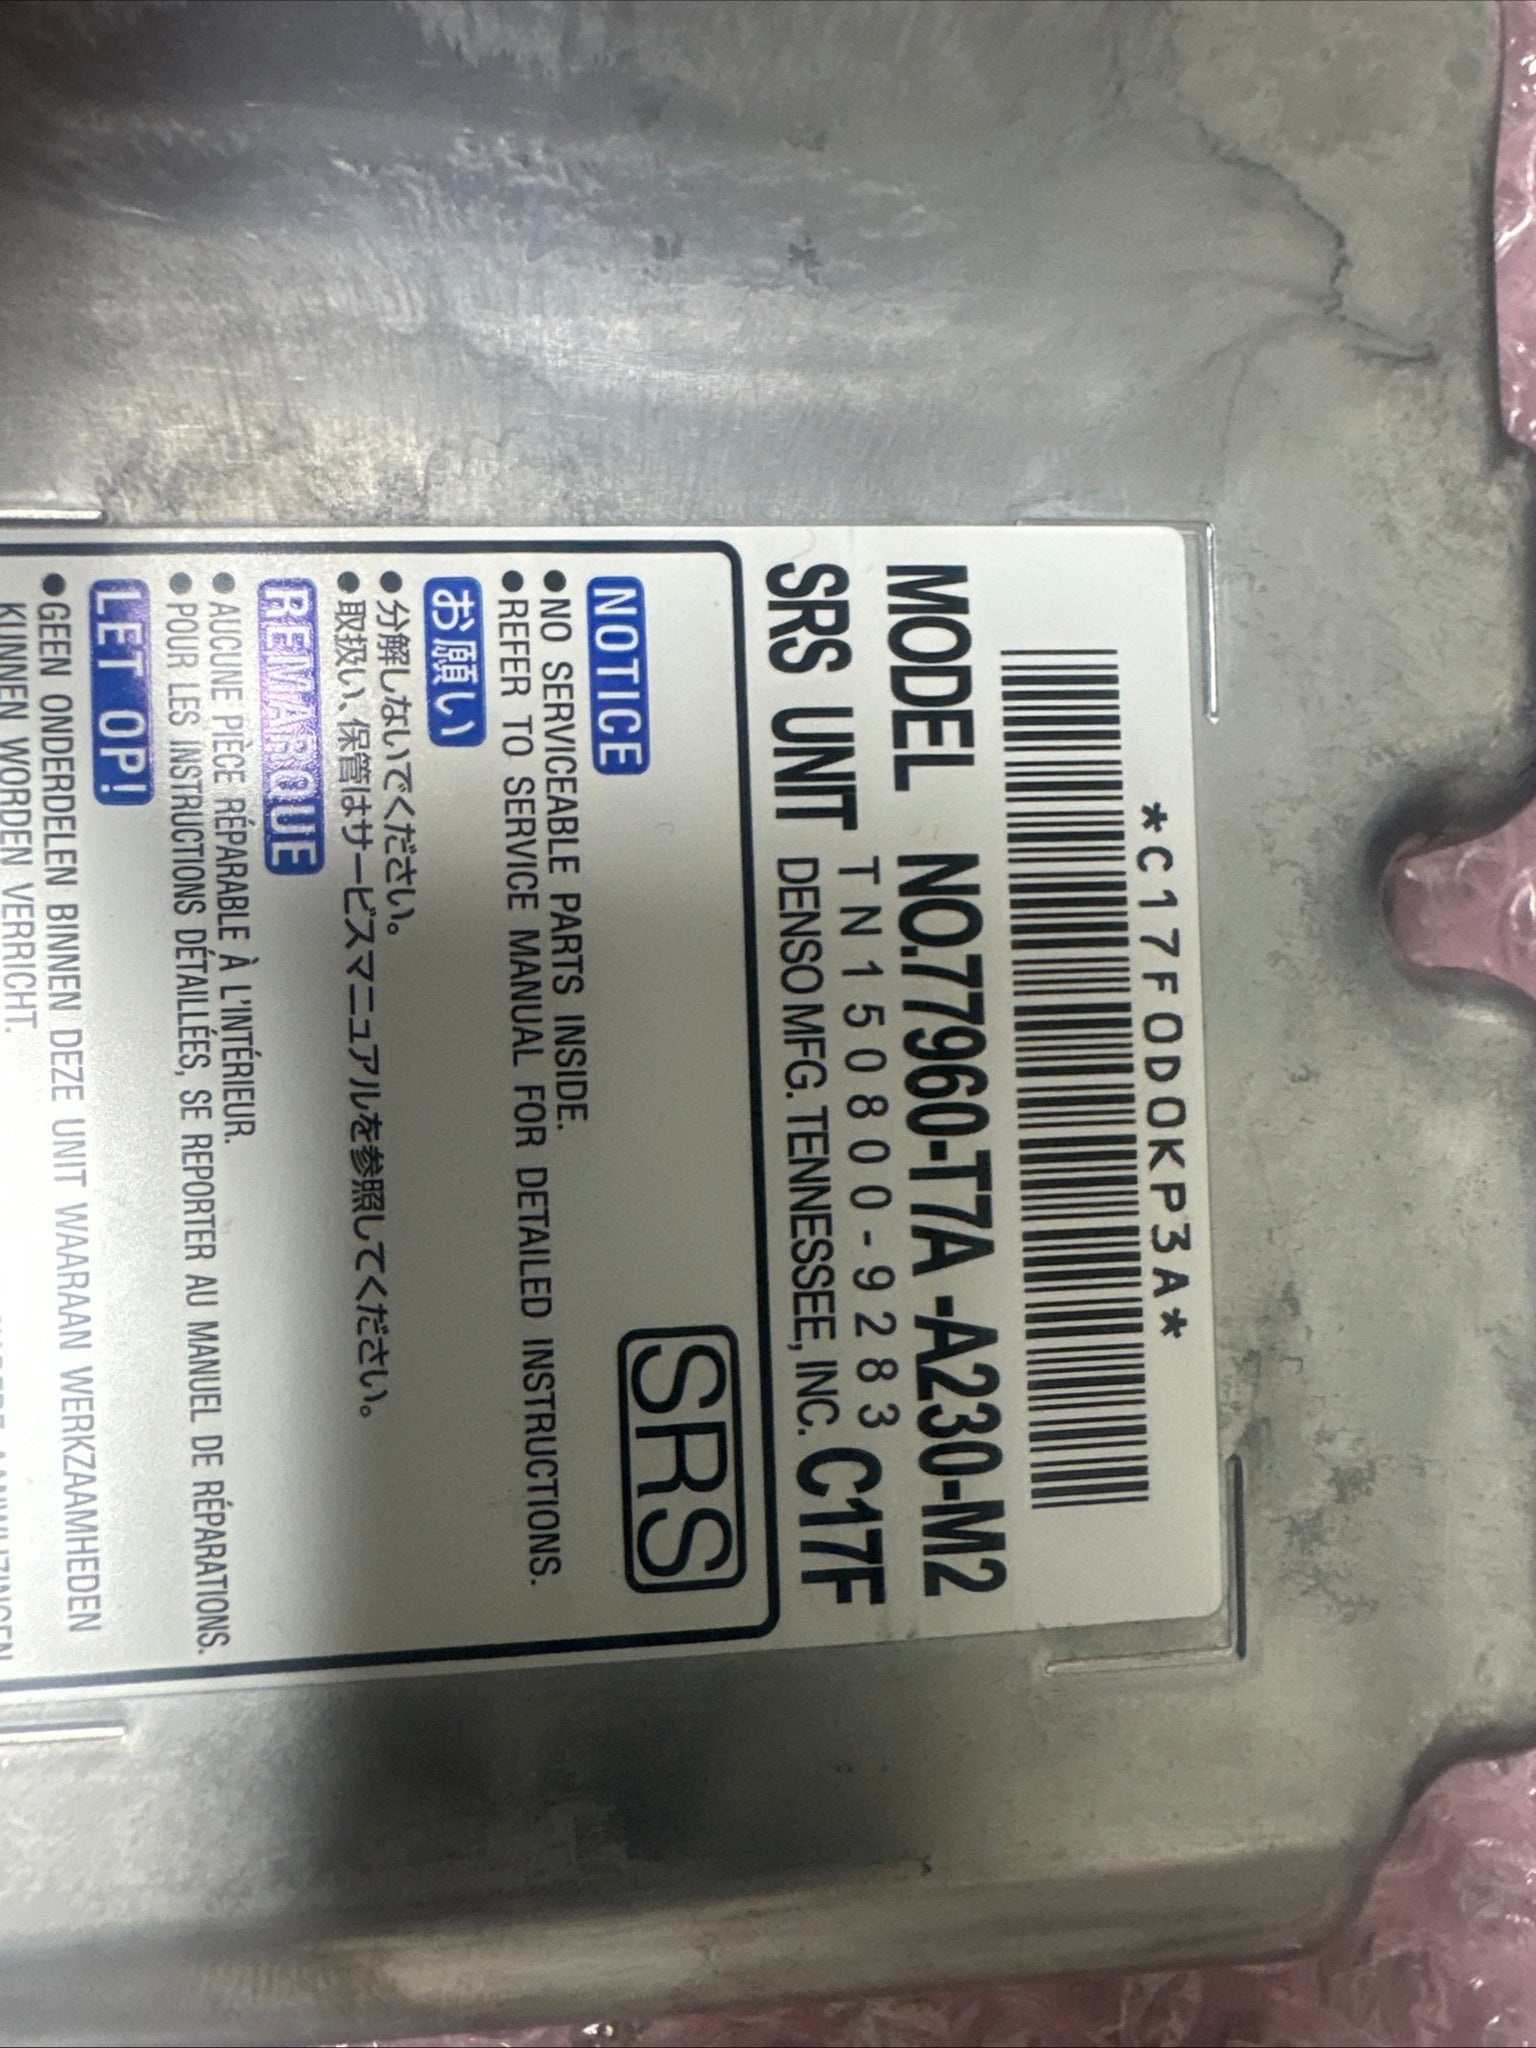 *C17F0D0KP3A*
MODEL NO.77960-T7A -A230-M2
SRS UNIT TN150800-9283
DENSO MFG. TENNESSEE, INC. C17F
SRS
NOTICE
●NO SERVICEABLE PARTS INSIDE.
●REFER TO SERVICE MANUAL FOR DETAILED INSTRUCTIONS.
お願い
●分解しないでください。
●取扱い、保管はサービスマニュアルを参照してください。
REMARQUE
●AUCUNE PIÈCE RÉPARABLE À L'INTÉRIEUR.
●POUR LES INSTRUCTIONS DÉTAILLÉES, SE REPORTER AU MANUEL DE RÉPARATIONS.
LET OP!
●GEEN ONDERDELEN BINNEN DEZE UNIT WAARAAN WERKZAAMHEDEN
KUNNEN WORDEN VERRICHT.